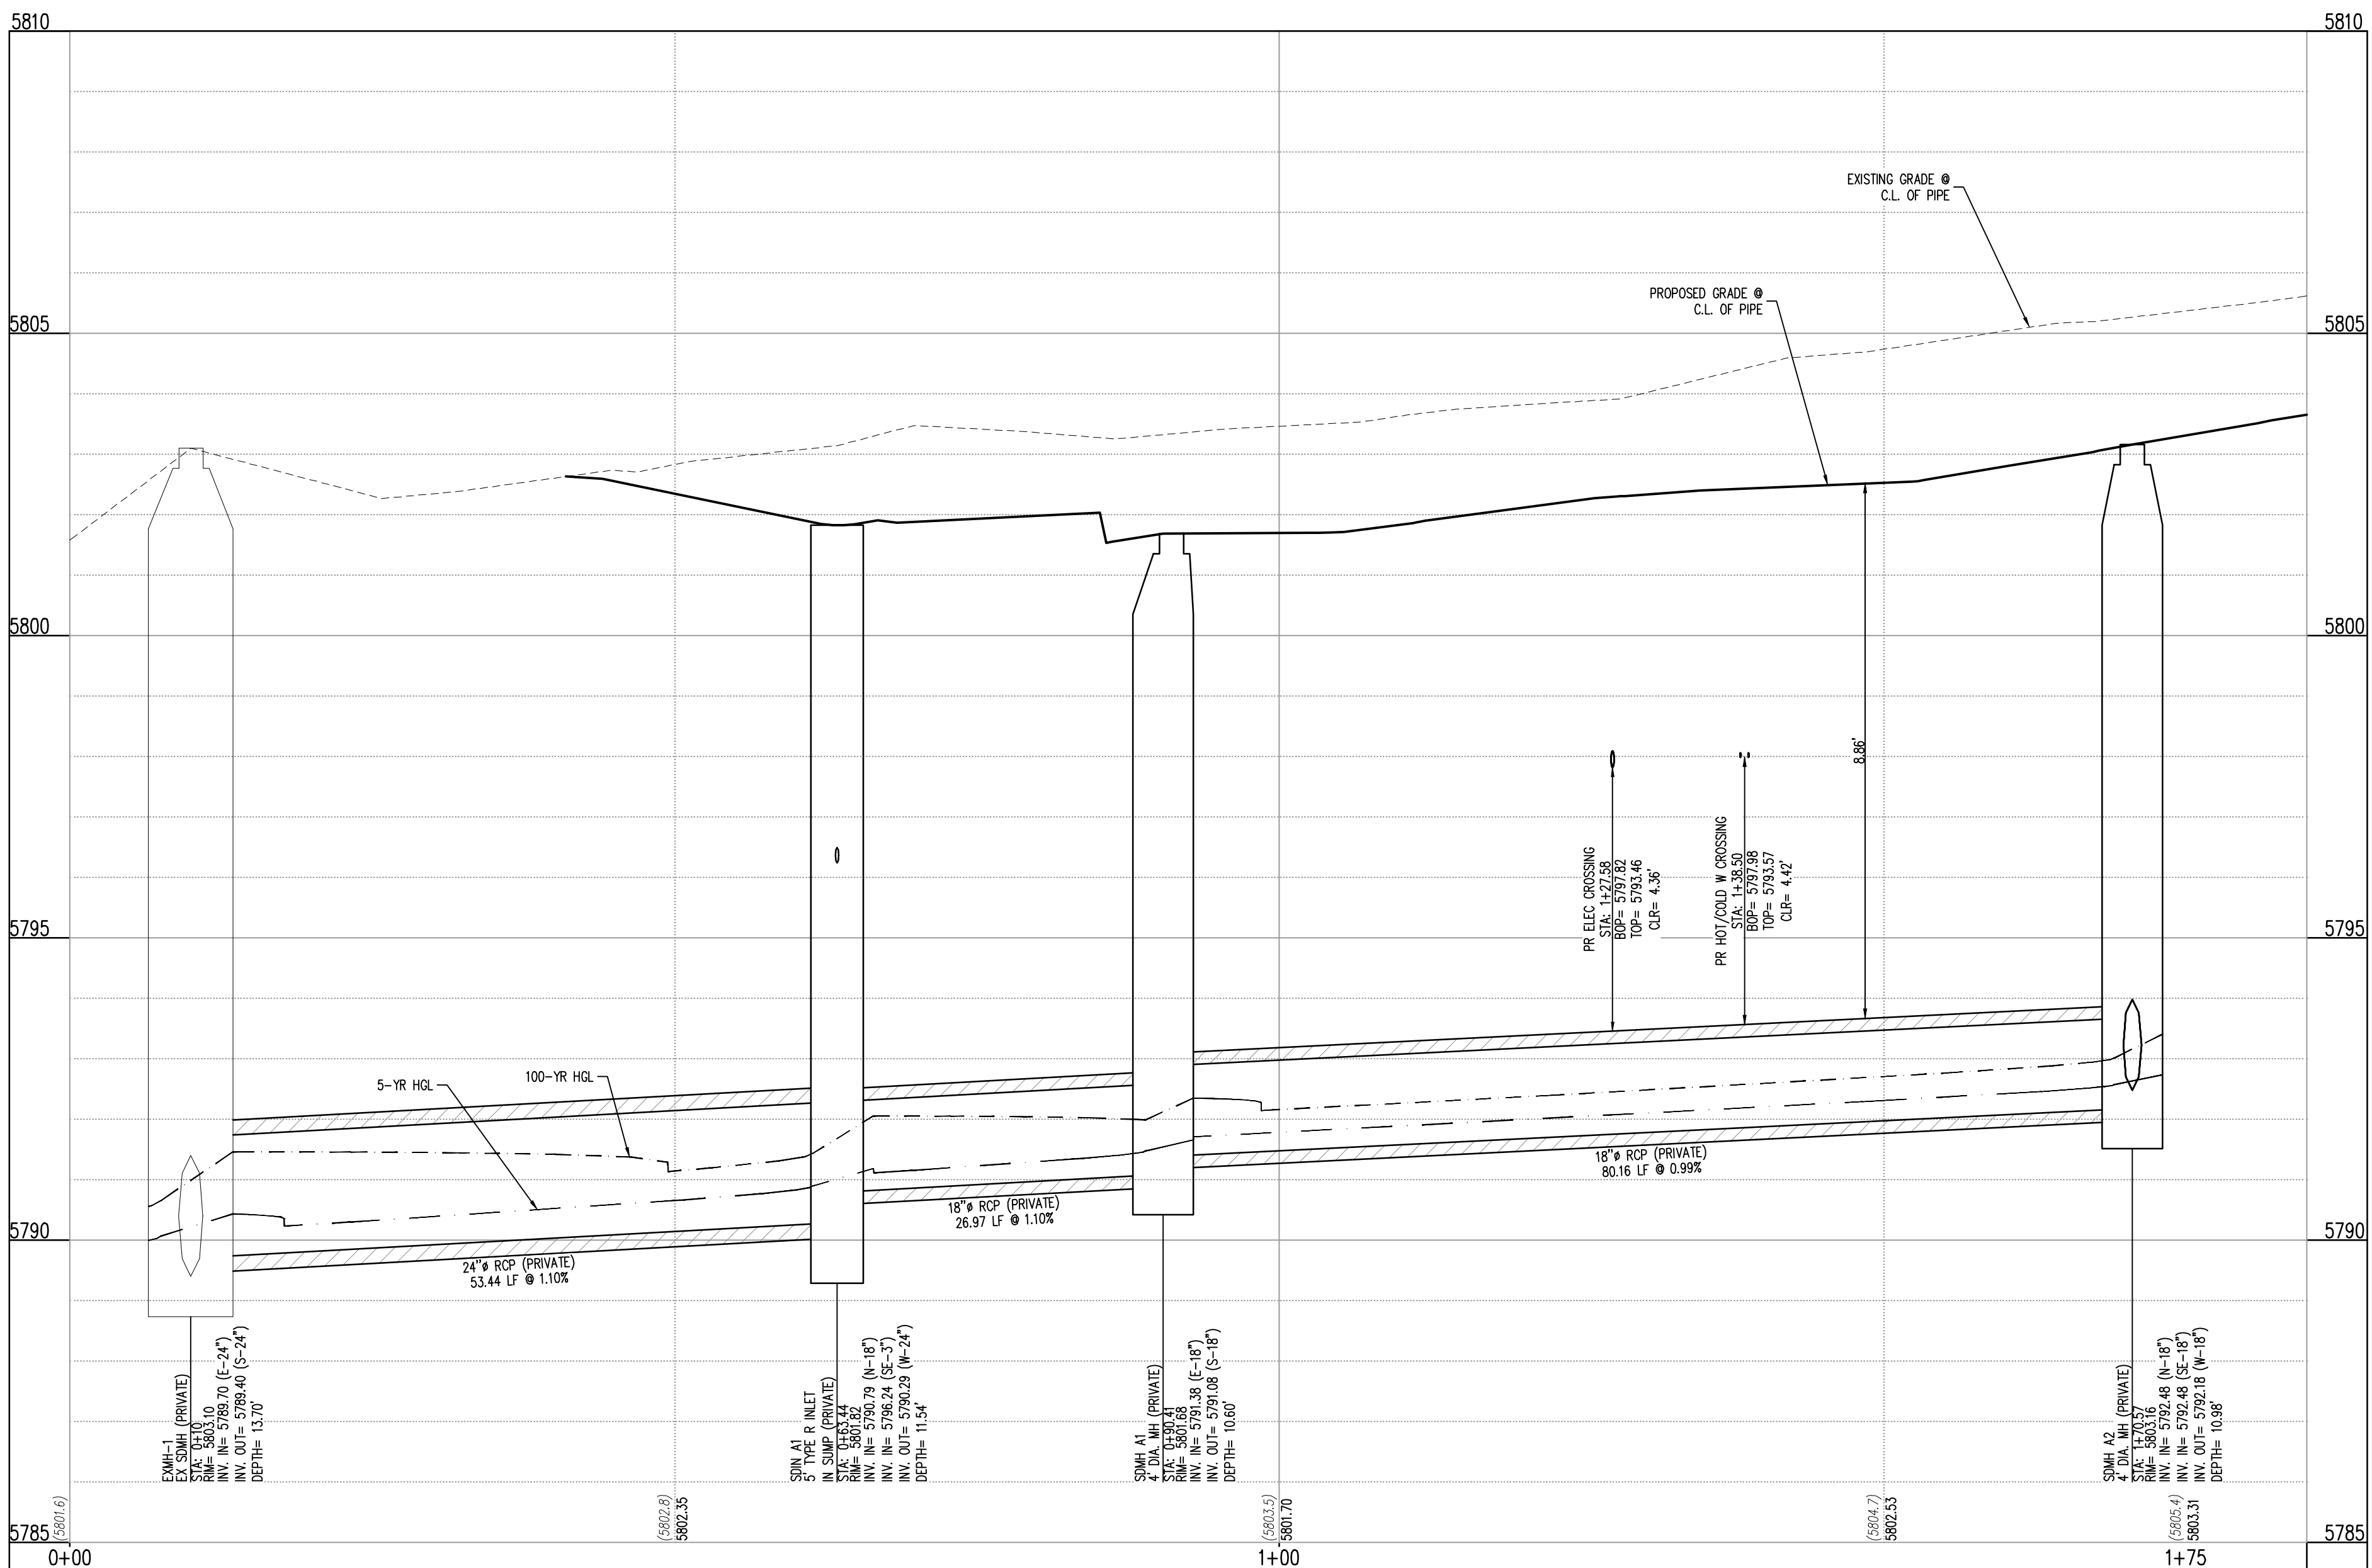 5810
5810
EXISTING GRADE @
C.L. OF PIPE
PROPOSED GRADE @
C.L. OF PIPE
5805
5805
5800
5800
8.86'
PR ELEC CROSSING
STA: 1+27.58
BOP= 5797.82
TOP= 5793.46
CLR= 4.36'
PR HOT/COLD W CROSSING
STA: 1+38.50
BOP= 5797.98
TOP= 5793.57
CLR= 4.42'
5795
5795
5-YR HGL
100-YR HGL
18"ø RCP (PRIVATE)
80.16 LF @ 0.99%
18"ø RCP (PRIVATE)
26.97 LF @ 1.10%
5790
5790
24"ø RCP (PRIVATE)
53.44 LF @ 1.10%
EXMH-1
EX SDMH (PRIVATE)
STA: 0+10
RIM= 5803.10
INV. IN= 5789.70 (E-24")
INV. OUT= 5789.40 (S-24")
DEPTH= 13.70'
SDIN A1
5' TYPE R INLET
IN SUMP (PRIVATE)
STA: 0+63.44
RIM= 5801.82
INV. IN= 5790.79 (N-18")
INV. IN= 5796.24 (SE-3")
INV. OUT= 5790.29 (W-24")
DEPTH= 11.54'
SDMH A1
4' DIA. MH (PRIVATE)
STA: 0+90.41
RIM= 5801.68
INV. IN= 5791.38 (E-18")
INV. OUT= 5791.08 (S-18")
DEPTH= 10.60'
SDMH A2
4' DIA. MH (PRIVATE)
STA: 1+70.57
RIM= 5803.16
INV. IN= 5792.48 (N-18")
INV. IN= 5792.48 (SE-18")
INV. OUT= 5792.18 (W-18")
DEPTH= 10.98'
(5801.6)
(5802.8)
5802.35
(5803.5)
5801.70
(5804.7)
5802.53
(5805.4)
5803.31
5785
5785
0+00
1+00
1+75